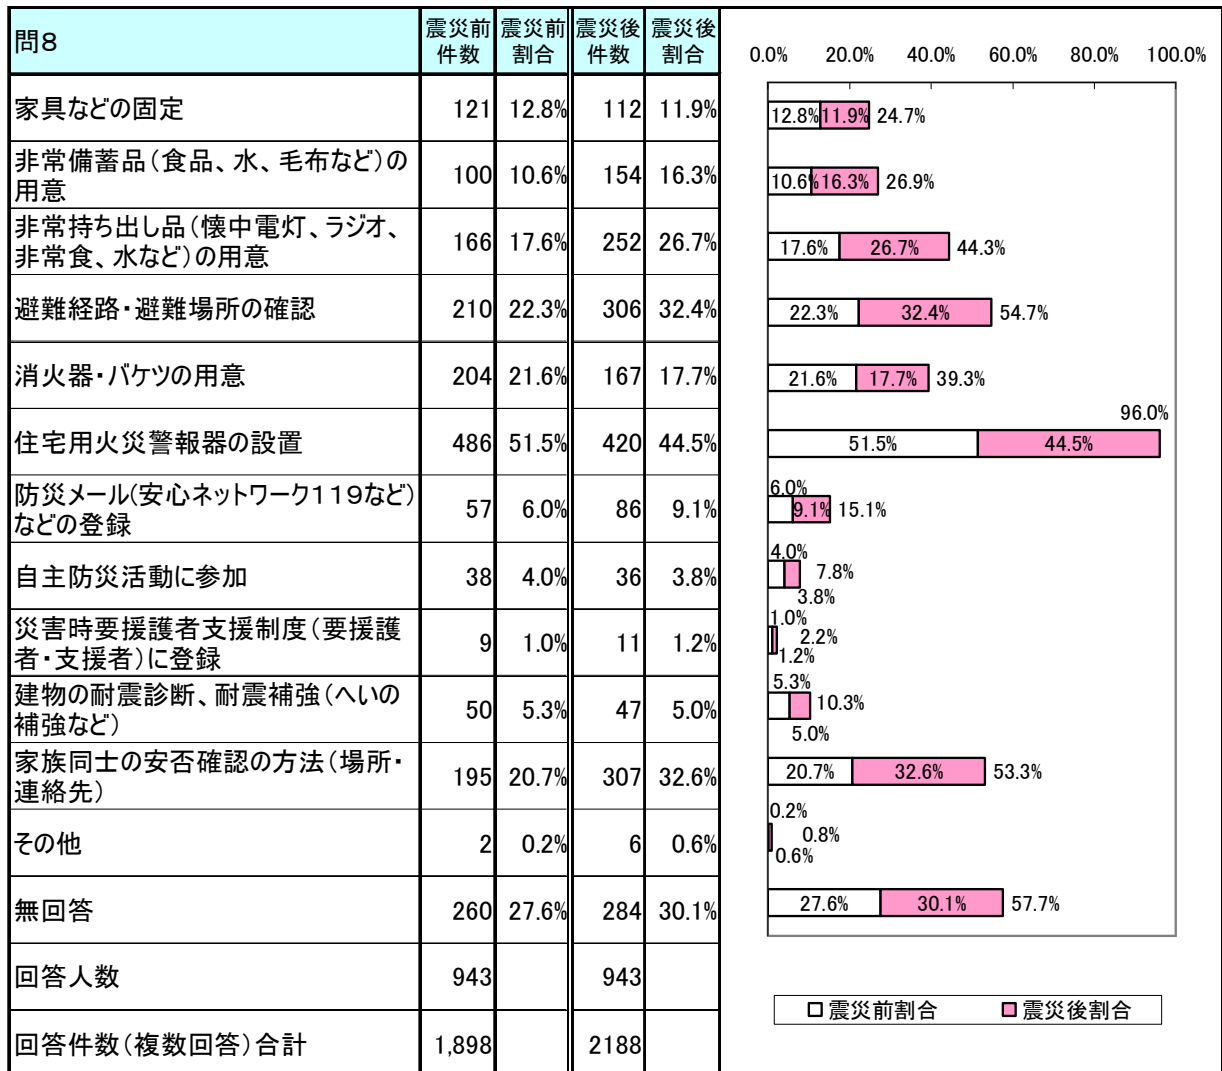 問8 震災前件数 震災前割合 震災後件数 震災後割合
0.0% 20.0% 40.0% 60.0% 80.0% 100.0%
家具などの固定 121 12.8% 112 11.9%
12.8% 11.9% 24.7%
非常備蓄品(食品、水、毛布など)の
用意 100 10.6% 154 16.3%
10.6% 16.3% 26.9%
非常持ち出し品(懐中電灯、ラジオ、
非常食、水など)の用意 166 17.6% 252 26.7%
17.6% 26.7% 44.3%
避難経路・避難場所の確認 210 22.3% 306 32.4%
22.3% 32.4% 54.7%
消火器・バケツの用意 204 21.6% 167 17.7%
21.6% 17.7% 39.3%
住宅用火災警報器の設置 486 51.5% 420 44.5%
51.5% 44.5% 96.0%
防災メール(安心ネットワーク119など)
などの登録 57 6.0% 86 9.1%
6.0% 9.1% 15.1%
自主防災活動に参加 38 4.0% 36 3.8%
4.0% 3.8% 7.8%
災害時要援護者支援制度(要援護
者・支援者)に登録 9 1.0% 11 1.2%
1.0% 1.2% 2.2%
建物の耐震診断、耐震補強(へいの
補強など) 50 5.3% 47 5.0%
5.3% 5.0% 10.3%
家族同士の安否確認の方法(場所・
連絡先) 195 20.7% 307 32.6%
20.7% 32.6% 53.3%
その他 2 0.2% 6 0.6%
0.2% 0.6% 0.8%
無回答 260 27.6% 284 30.1%
27.6% 30.1% 57.7%
回答人数 943 943
回答件数(複数回答)合計 1,898 2188
震災前割合 震災後割合